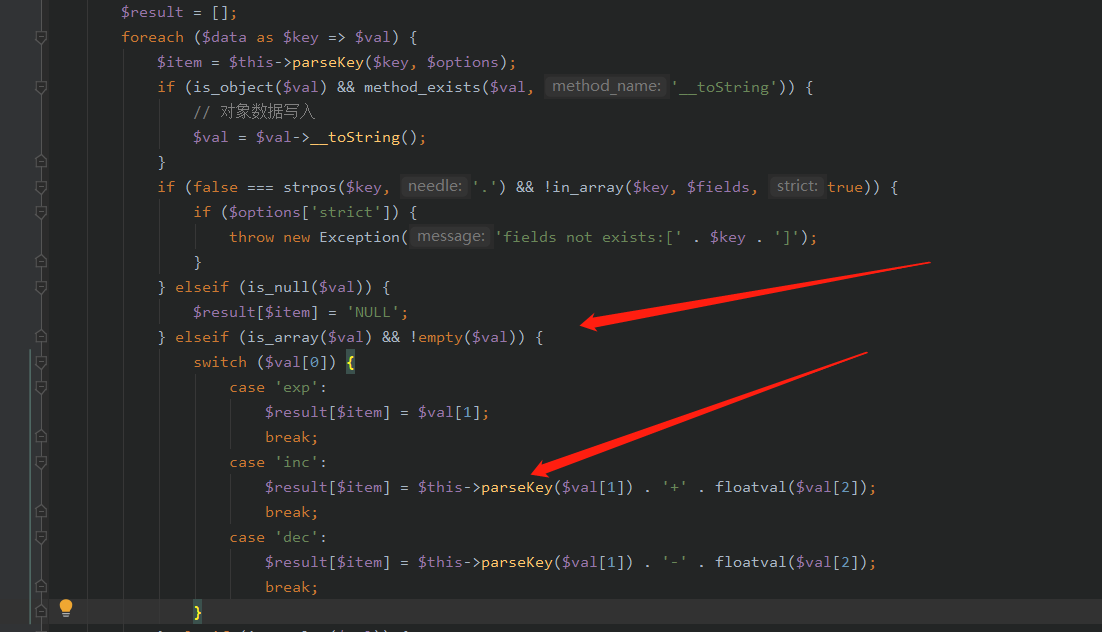 $result = [];
foreach ($data as $key => $val) {
$item = $this->parseKey($key, $options);
if (is_object($val) && method_exists($val, method_name: '__toString')) {
// 对象数据写入
$val = $val->__toString();
}
if (false === strpos($key, needle: '.') && !in_array($key, $fields, strict: true)) {
if ($options['strict']) {
throw new Exception( message: 'fields not exists:[' . $key . ']');
}
} elseif (is_null($val)) {
$result[$item] = 'NULL';
} elseif (is_array($val) && !empty($val)) {
switch ($val[0]) {
case 'exp':
$result[$item] = $val[1];
break;
case 'inc':
$result[$item] = $this->parseKey($val[1]) . '+' . floatval($val[2]);
break;
case 'dec':
$result[$item] = $this->parseKey($val[1]) . '-' . floatval($val[2]);
break;
}